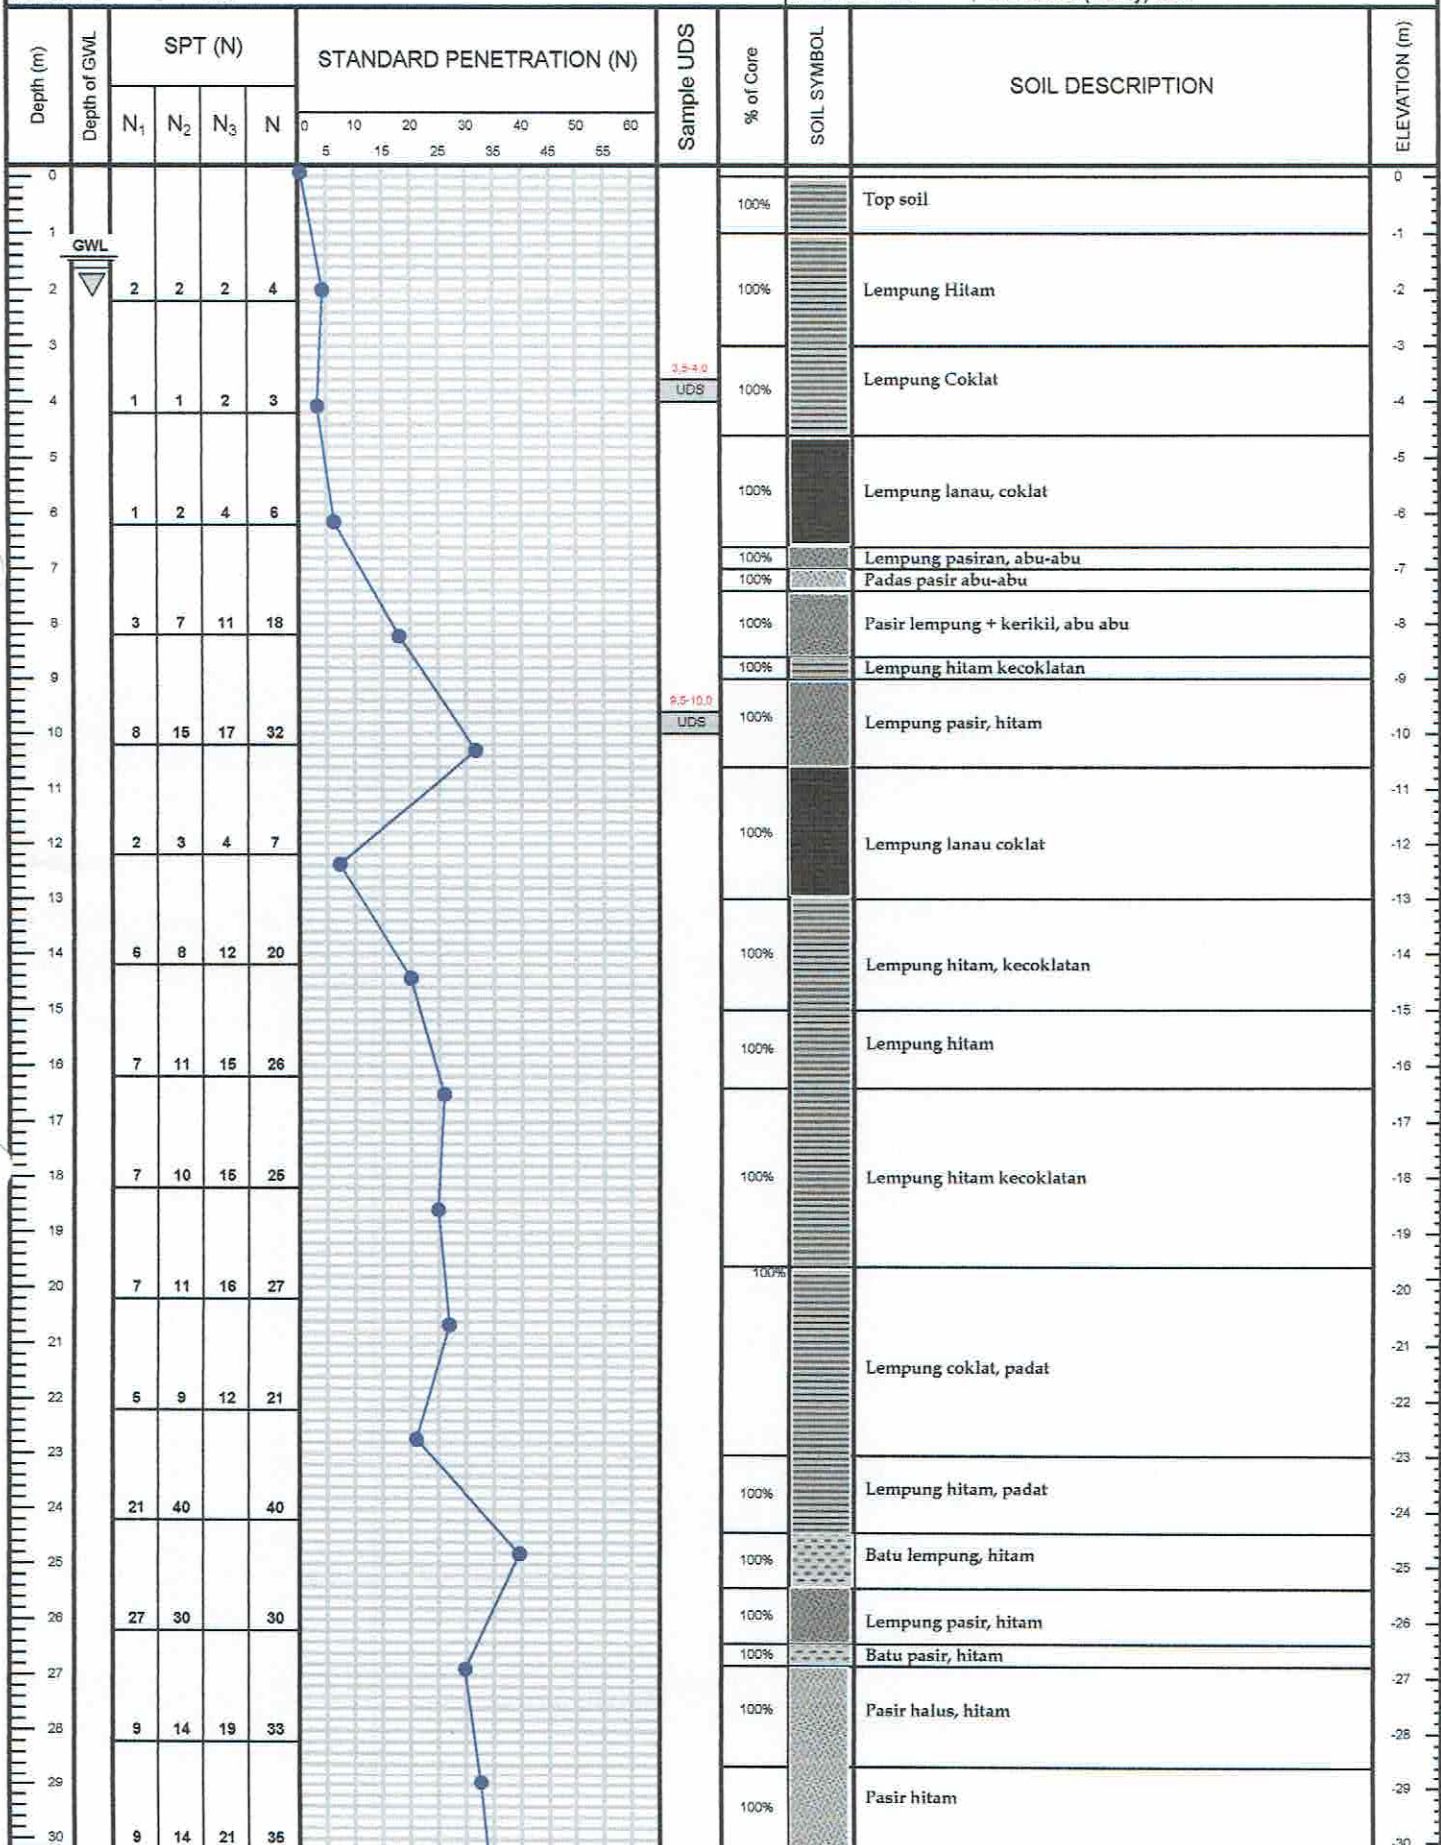 Depth (m) Depth of GWL SPT (N) STANDARD PENETRATION (N) Sample UDS % of Core SOIL SYMBOL SOIL DESCRIPTION ELEVATION (m)
N1 N2 N3 N
0 10 20 30 40 50 60
5 15 25 35 45 55
0 0
100% Top soil
1 -1
GWL
2 2 2 2 4 100% Lempung Hitam -2
3 -3
3,5-4,0
UDS 100% Lempung Coklat
4 1 1 2 3 -4
5 -5
100% Lempung lanau, coklat
6 1 2 4 6 -6
100% Lempung pasiran, abu-abu
7 -7
100% Padas pasir abu-abu
8 3 7 11 18 100% Pasir lempung + kerikil, abu abu -8
100% Lempung hitam kecoklatan
9 -9
9,5-10,0
UDS 100% Lempung pasir, hitam
10 8 15 17 32 -10
11 -11
12 2 3 4 7 100% Lempung lanau coklat -12
13 -13
14 6 8 12 20 100% Lempung hitam, kecoklatan -14
15 -15
100% Lempung hitam
16 7 11 15 26 -16
17 -17
18 7 10 15 25 100% Lempung hitam kecoklatan -18
19 -19
100%
20 7 11 16 27 -20
21 -21
Lempung coklat, padat
22 5 9 12 21 -22
23 -23
100% Lempung hitam, padat
24 21 40 40 -24
25 100% Batu lempung, hitam -25
26 27 30 30 100% Lempung pasir, hitam -26
100% Batu pasir, hitam
27 -27
100% Pasir halus, hitam
28 9 14 19 33 -28
29 -29
100% Pasir hitam
30 9 14 21 35 -30